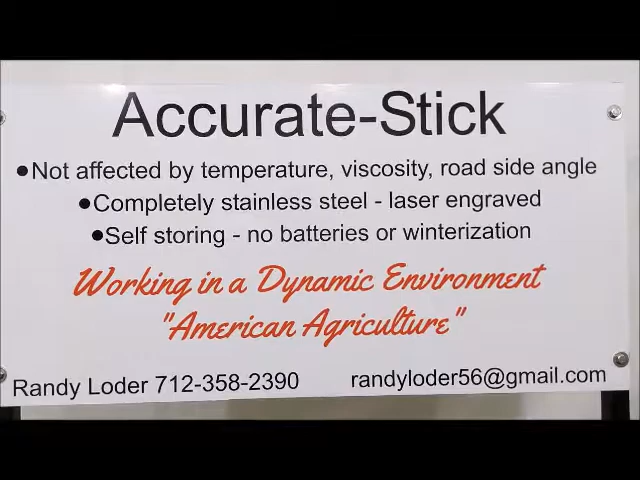 Accurate-Stick
●Not affected by temperature, viscosity, road side angle
●Completely stainless steel - laser engraved
●Self storing - no batteries or winterization
Working in a Dynamic Environment
"American Agriculture"
Randy Loder 712-358-2390 randyloder56@gmail.com